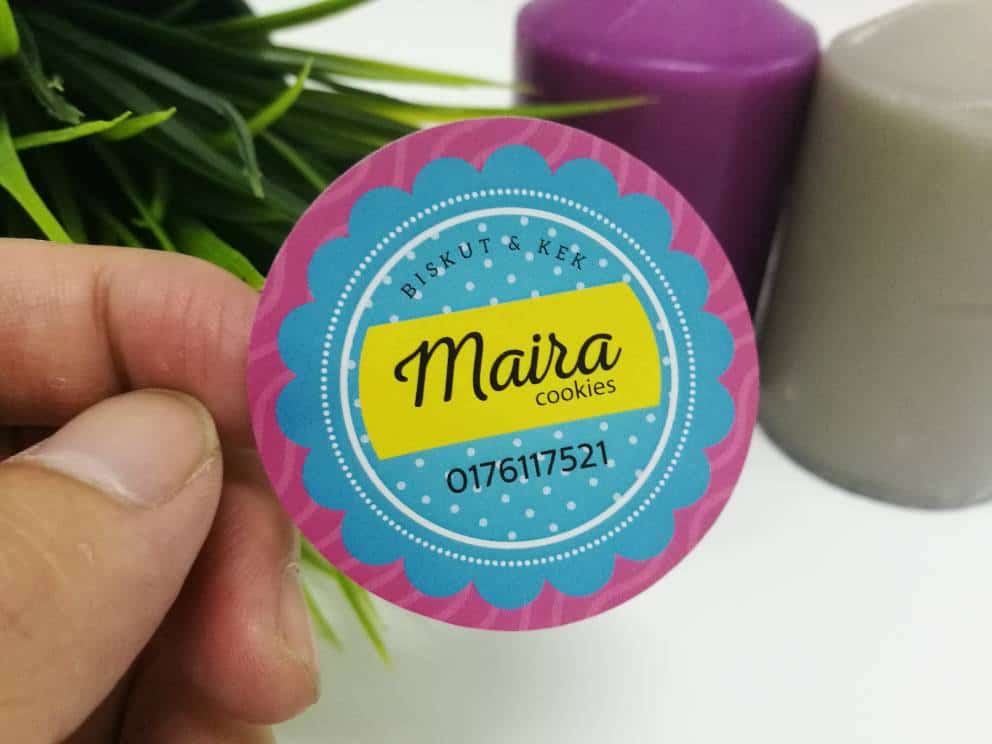 BISKUT & KEK
Maira
cookies
0176117521